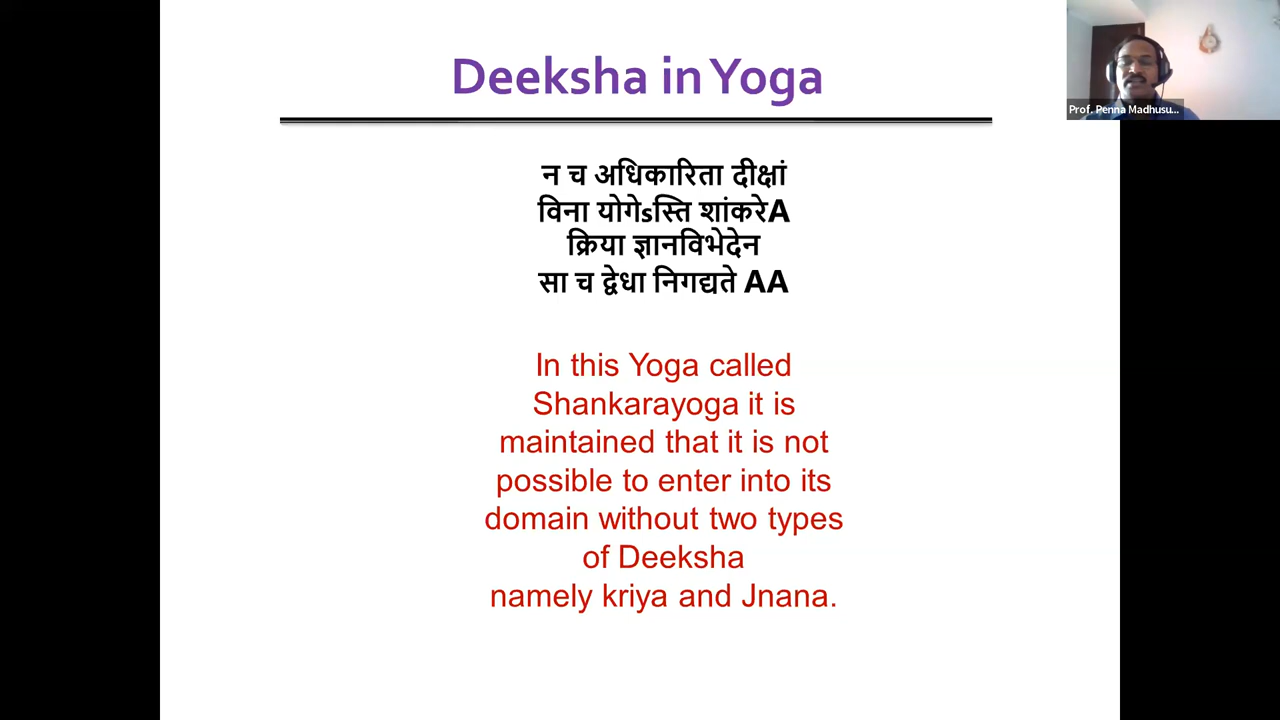 Deeksha in Yoga
Prof. Penna Madhusu...
न च अधिकारिता दीक्षां
विना योगेsस्ति शांकरेA
क्रिया ज्ञानविभेदेन
सा च द्वेधा निगद्यते AA
In this Yoga called
Shankarayoga it is
maintained that it is not
possible to enter into its
domain without two types
of Deeksha
namely kriya and Jnana.